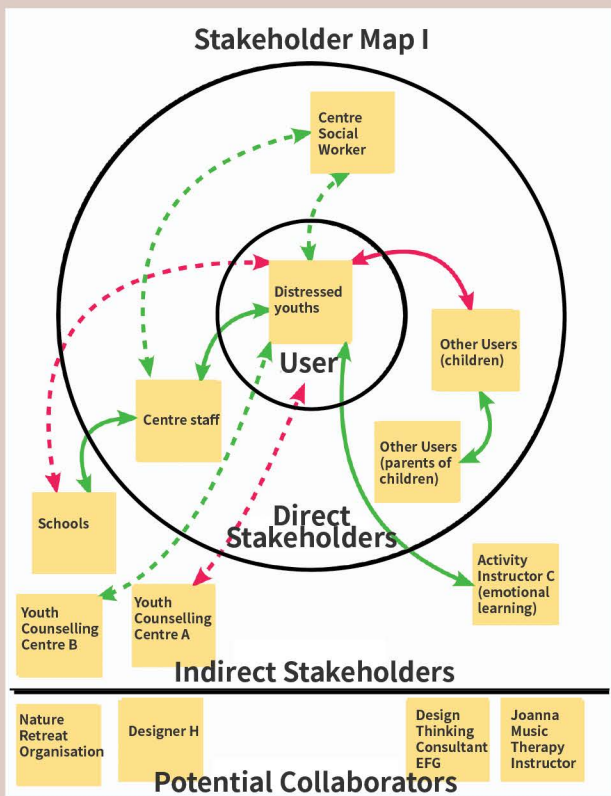 Stakeholder Map I
Centre
Social
Worker
Distressed
youths
User
Other Users
(children)
Centre staff
Other Users
(parents of
children)
Direct
Stakeholders
Schools
Activity
Instructor C
(emotional
learning)
Youth
Counselling
Centre B
Youth
Counselling
Centre A
Indirect Stakeholders
Nature
Retreat
Organisation
Designer H
Design
Thinking
Consultant
EFG
Joanna
Music
Therapy
Instructor
Potential Collaborators